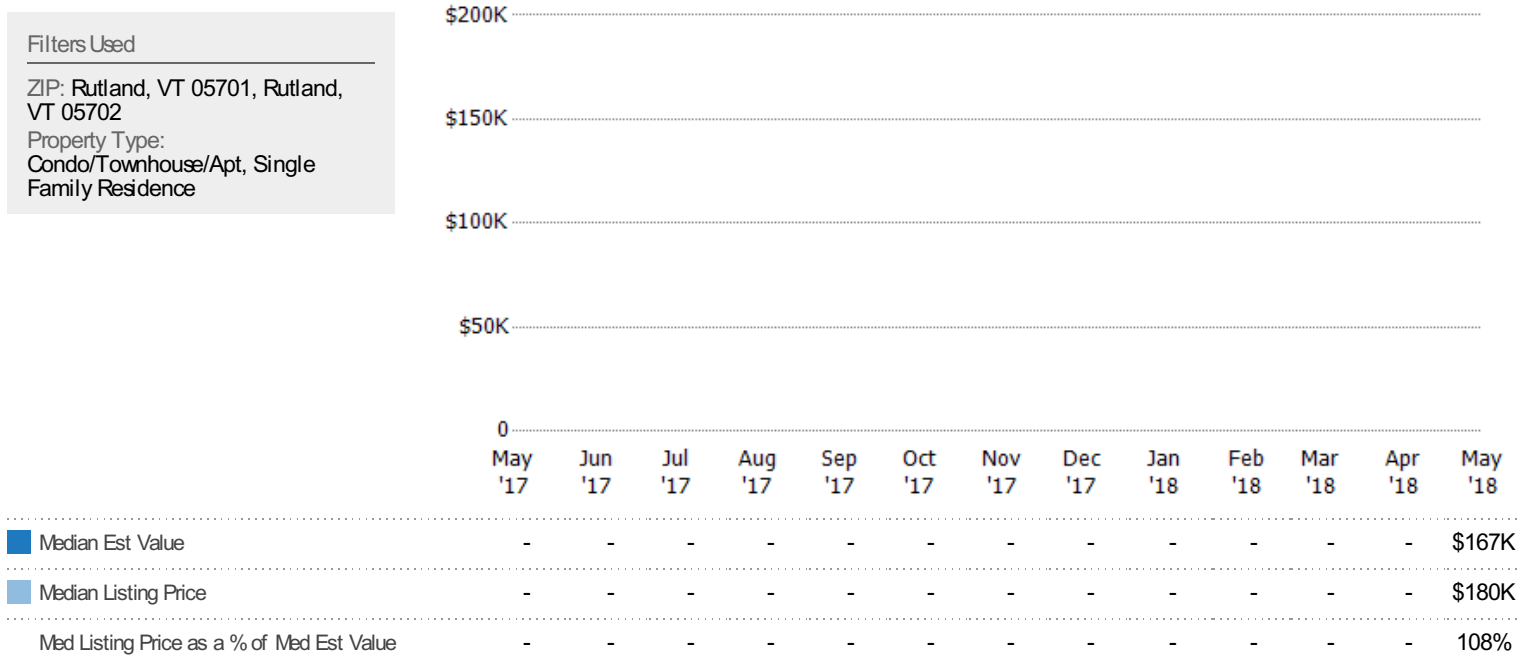 Filters Used
ZIP: Rutland, VT 05701, Rutland,
VT 05702
Property Type:
Condo/Townhouse/Apt, Single
Family Residence
$200K
$150K
$100K
$50K
0
May Jun Jul Aug Sep Oct Nov Dec Jan Feb Mar Apr May
'17 '17 '17 '17 '17 '17 '17 '17 '18 '18 '18 '18 '18
Median Est Value - - - - - - - - - - - - $167K
Median Listing Price - - - - - - - - - - - - $180K
Med Listing Price as a % of Med Est Value - - - - - - - - - - - - 108%